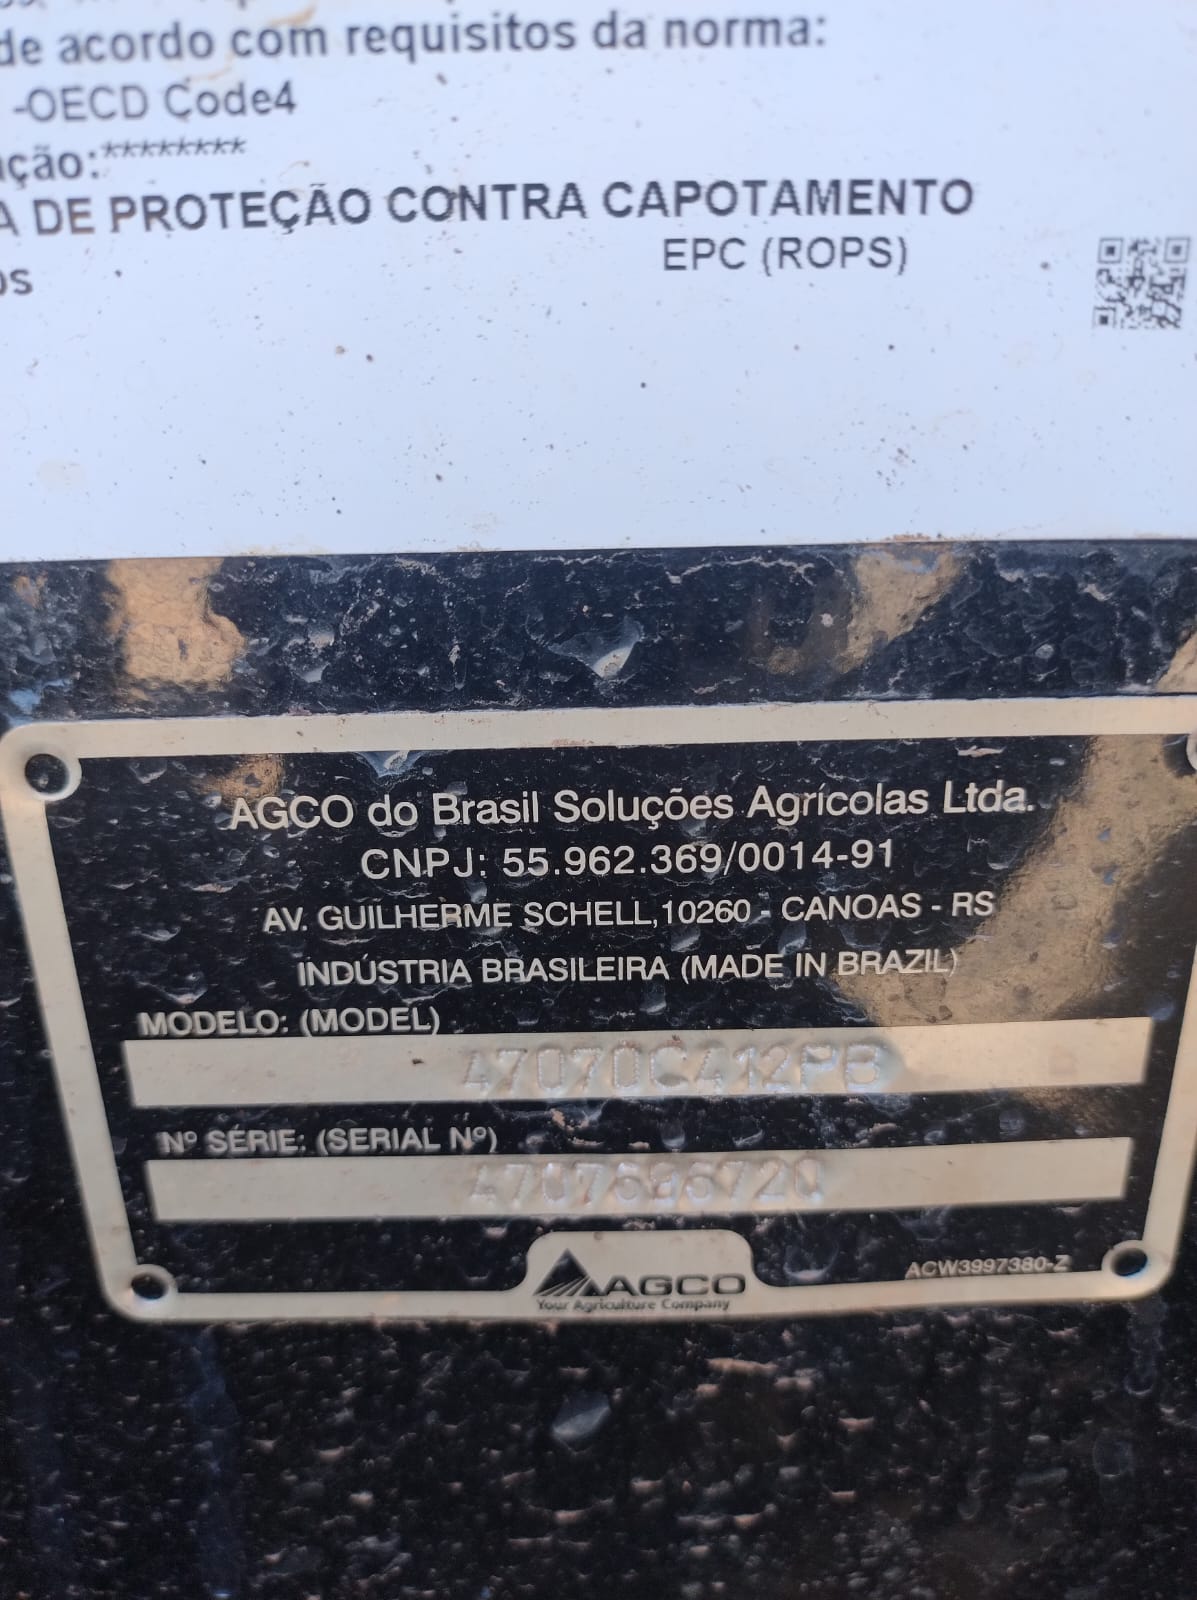 de acordo com requisitos da norma:
-OECD Code4
ção:********
A DE PROTEÇÃO CONTRA CAPOTAMENTO
EPC (ROPS)
os
AGCO do Brasil Soluções Agrícolas Ltda.
CNPJ: 55.962.369/0014-91
AV. GUILHERME SCHELL, 10260 - CANOAS - RS
INDÚSTRIA BRASILEIRA (MADE IN BRAZIL)
MODELO: (MODEL)
47070C412PB
Nº SÉRIE: (SERIAL Nº)
AGCO
Your Agriculture Company
ACW3997380-Z